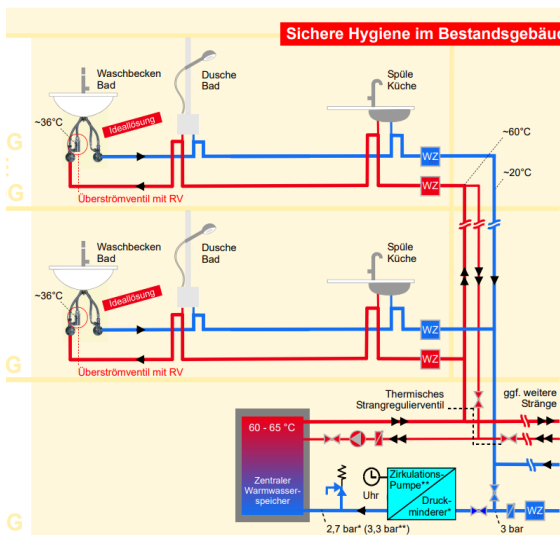 Sichere Hygiene im Bestandsgebäud
Waschbecken
Bad
Dusche
Bad
Spüle
Küche
~36°C
Ideallösung
~60°C
G
WZ
~20°C
WZ
G
Überströmventil mit RV
Waschbecken
Bad
Dusche
Bad
Spüle
Küche
~36°C
Ideallösung
WZ
WZ
G
Überströmventil mit RV
Thermisches
Strangregulierventil
ggf. weitere
Stränge
60 - 65 °C
Zentraler
Warmwasser-
speicher
Uhr
Zirkulations-
Pumpe**
Druck-
minderer*
WZ
G
2,7 bar* (3,3 bar**)
3 bar